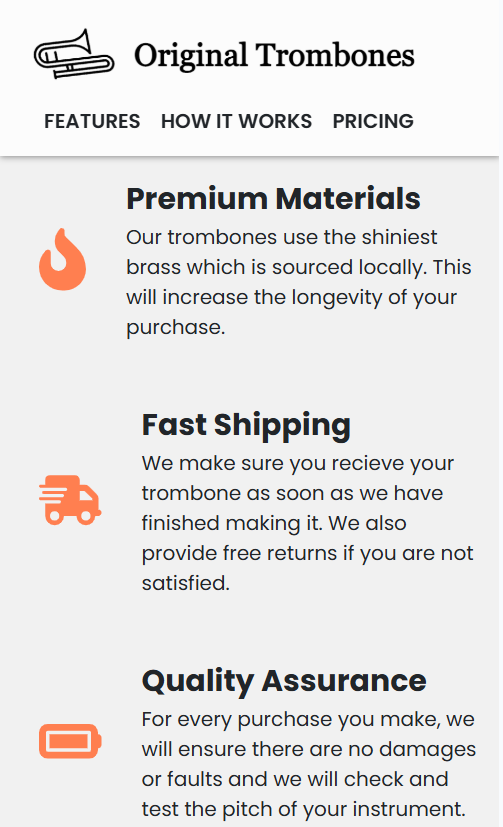 Original Trombones
FEATURES HOW IT WORKS PRICING
Premium Materials
Our trombones use the shiniest
brass which is sourced locally. This
will increase the longevity of your
purchase.
Fast Shipping
We make sure you recieve your
trombone as soon as we have
finished making it. We also
provide free returns if you are not
satisfied.
Quality Assurance
For every purchase you make, we
will ensure there are no damages
or faults and we will check and
test the pitch of your instrument.